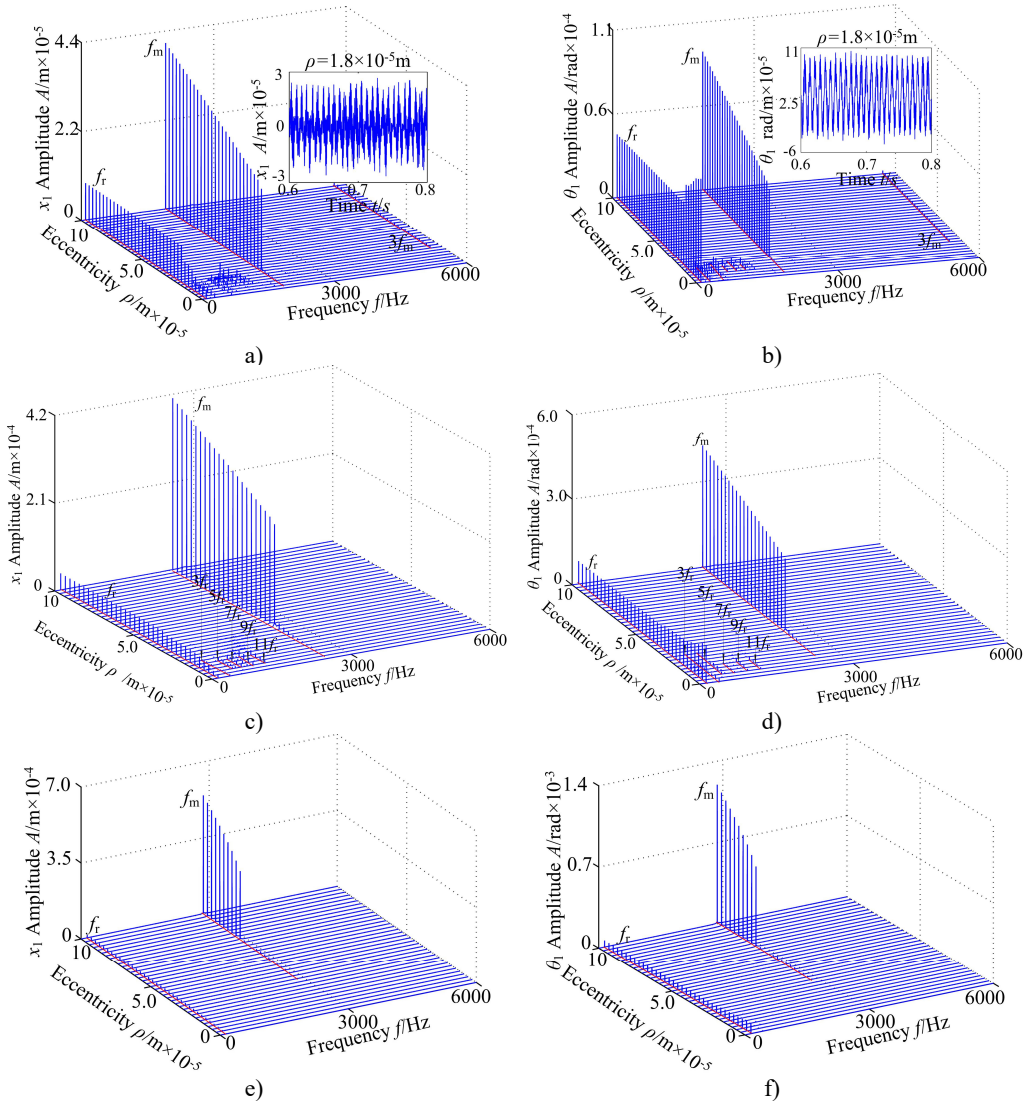 4.4
2.2
0
x₁ Amplitude A/m×10⁻⁵
fₘ
fᵣ
ρ=1.8×10⁻⁵m
3
0
-3
x₁ A/m×10⁻⁵
0.6
0.7
0.8
Time t/s
3fₘ
10
5.0
0
Eccentricity ρ/m×10⁻⁵
0
3000
6000
Frequency f/Hz
a)
1.1
0.6
0
θ₁ Amplitude A/rad×10⁻⁴
fₘ
fᵣ
ρ=1.8×10⁻⁵m
11
2.5
-6
θ₁ rad/m×10⁻⁵
0.6
0.7
0.8
Time t/s
3fₘ
10
5.0
0
Eccentricity ρ/m×10⁻⁵
0
3000
6000
Frequency f/Hz
b)
4.2
2.1
0
x₁ Amplitude A/m×10⁻⁴
fₘ
fᵣ
3fᵣ
5fᵣ
7fᵣ
9fᵣ
11fᵣ
10
5.0
0
Eccentricity ρ /m×10⁻⁵
0
3000
6000
Frequency f/Hz
c)
6.0
3.0
0
θ₁ Amplitude A/rad×10⁻⁴
fₘ
fᵣ
3fᵣ
5fᵣ
7fᵣ
9fᵣ
11fᵣ
10
5.0
0
Eccentricity ρ/m×10⁻⁵
0
3000
6000
Frequency f/Hz
d)
7.0
3.5
0
x₁ Amplitude A/m×10⁻⁴
fₘ
fᵣ
10
5.0
0
Eccentricity ρ/m×10⁻⁵
0
3000
6000
Frequency f/Hz
e)
1.4
0.7
0
θ₁ Amplitude A/rad×10⁻³
fₘ
fᵣ
10
5.0
0
Eccentricity ρ/m×10⁻⁵
0
3000
6000
Frequency f/Hz
f)